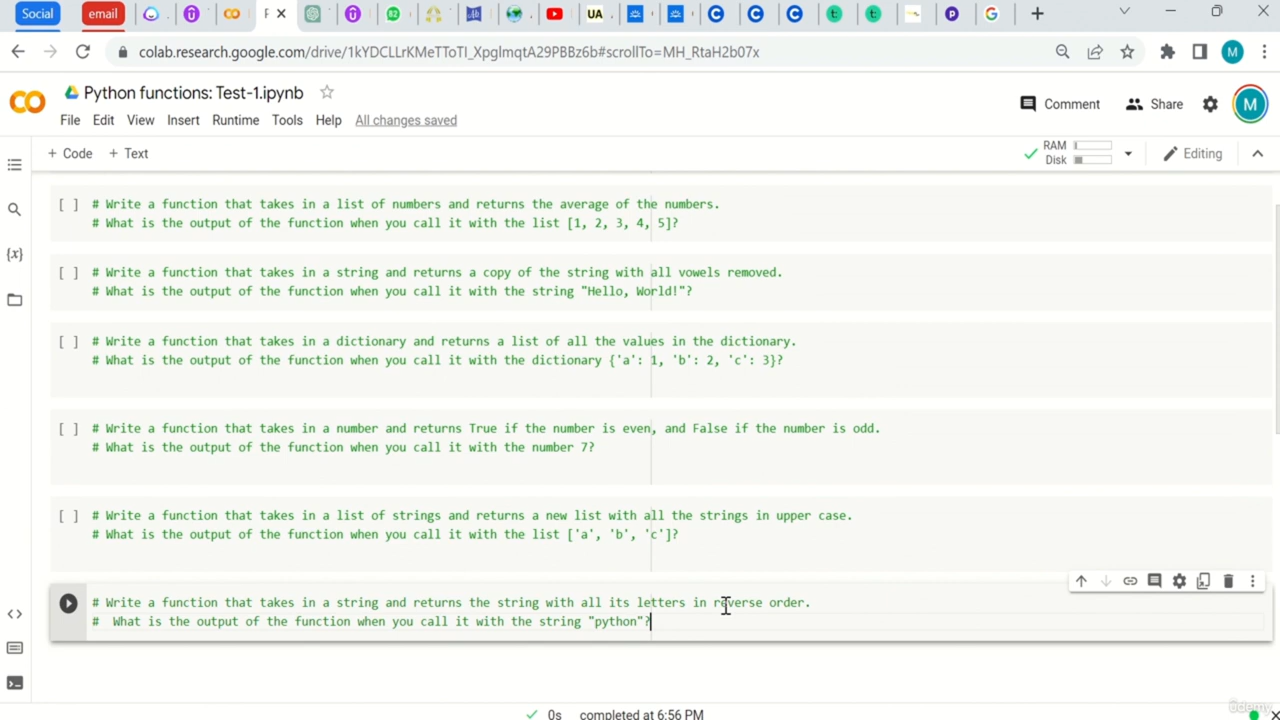 Social
email
colab.research.google.com/drive/1kYDCLLrKMeTToTI_XpglmqtA29PBBz6b#scrollTo=MH_RtaH2b07x
M
Python functions: Test-1.ipynb
Comment
Share
M
File Edit View Insert Runtime Tools Help All changes saved
+ Code + Text
RAM
Disk
Editing
[ ] # Write a function that takes in a list of numbers and returns the average of the numbers.
# What is the output of the function when you call it with the list [1, 2, 3, 4, 5]?
[ ] # Write a function that takes in a string and returns a copy of the string with all vowels removed.
# What is the output of the function when you call it with the string "Hello, World!"?
[ ] # Write a function that takes in a dictionary and returns a list of all the values in the dictionary.
# What is the output of the function when you call it with the dictionary {'a': 1, 'b': 2, 'c': 3}?
[ ] # Write a function that takes in a number and returns True if the number is even, and False if the number is odd.
# What is the output of the function when you call it with the number 7?
[ ] # Write a function that takes in a list of strings and returns a new list with all the strings in upper case.
# What is the output of the function when you call it with the list ['a', 'b', 'c']?
# Write a function that takes in a string and returns the string with all its letters in reverse order.
# What is the output of the function when you call it with the string "python"?
0s completed at 6:56 PM
udemy